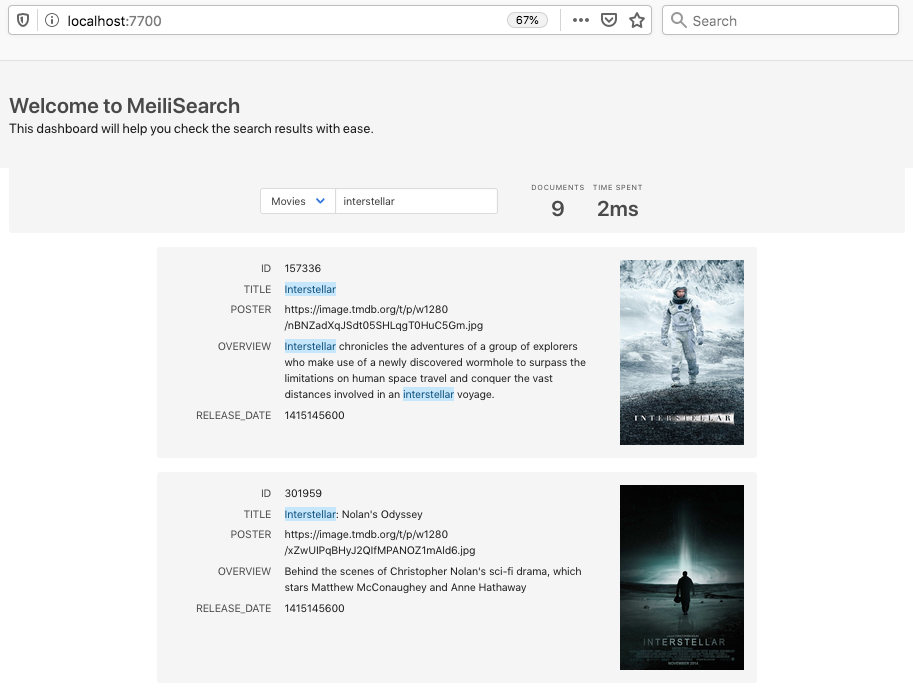 localhost:7700
67%
Search
Welcome to MeiliSearch
This dashboard will help you check the search results with ease.
DOCUMENTS TIME SPENT
Movies interstellar 9 2ms
ID 157336
TITLE Interstellar
POSTER https://image.tmdb.org/t/p/w1280
/nBNZadXqJSdt05SHLqgT0HuC5Gm.jpg
OVERVIEW Interstellar chronicles the adventures of a group of explorers
who make use of a newly discovered wormhole to surpass the
limitations on human space travel and conquer the vast
distances involved in an interstellar voyage.
RELEASE_DATE 1415145600
INTERSTELLAR
ID 301959
TITLE Interstellar: Nolan's Odyssey
POSTER https://image.tmdb.org/t/p/w1280
/xZwUIPqBHyJ2QIfMPANOZ1mAld6.jpg
OVERVIEW Behind the scenes of Christopher Nolan's sci-fi drama, which
stars Matthew McConaughey and Anne Hathaway
RELEASE_DATE 1415145600
INTERSTELLAR
NOVEMBER 2014